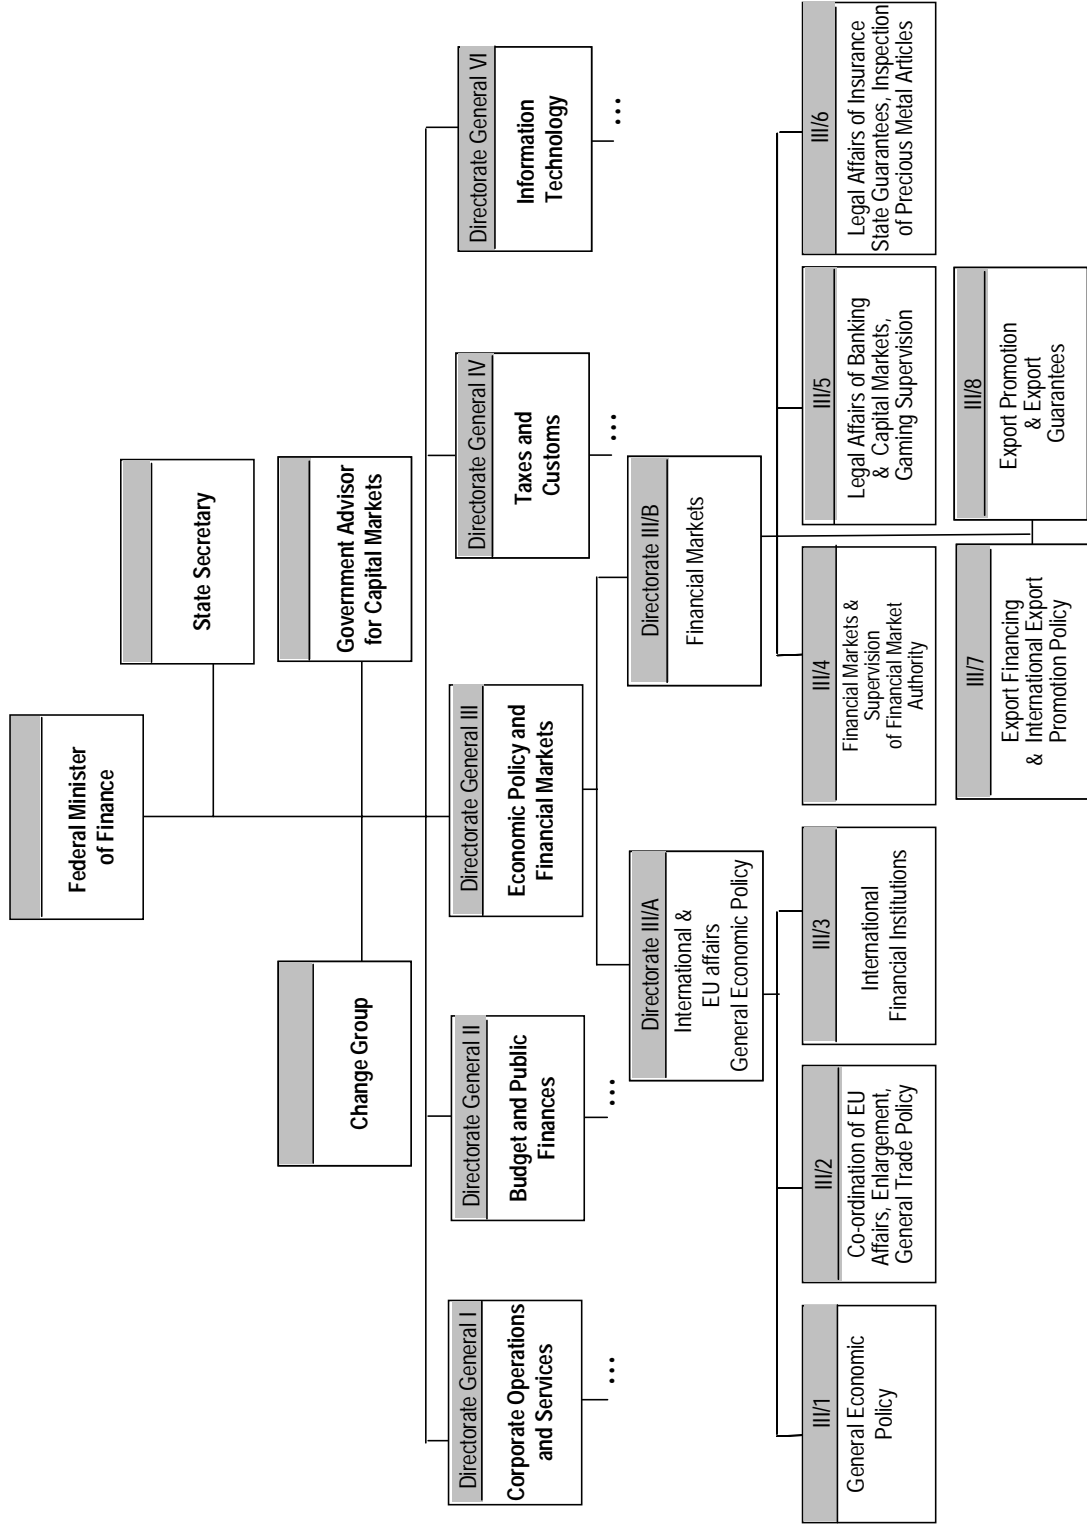 Federal Minister
of Finance
State Secretary
Change Group
Government Advisor
for Capital Markets
Directorate General I
Corporate Operations
and Services
...
Directorate General II
Budget and Public
Finances
...
Directorate General III
Economic Policy and
Financial Markets
Directorate General IV
Taxes and
Customs
...
Directorate General VI
Information
Technology
...
Directorate III/A
International &
EU affairs
General Economic Policy
Directorate III/B
Financial Markets
III/1
General Economic
Policy
III/2
Co-ordination of EU
Affairs, Enlargement,
General Trade Policy
III/3
International
Financial Institutions
III/4
Financial Markets &
Supervision
of Financial Market
Authority
III/5
Legal Affairs of Banking
& Capital Markets,
Gaming Supervision
III/6
Legal Affairs of Insurance
State Guarantees, Inspection
of Precious Metal Articles
III/7
Export Financing
& International Export
Promotion Policy
III/8
Export Promotion
& Export
Guarantees